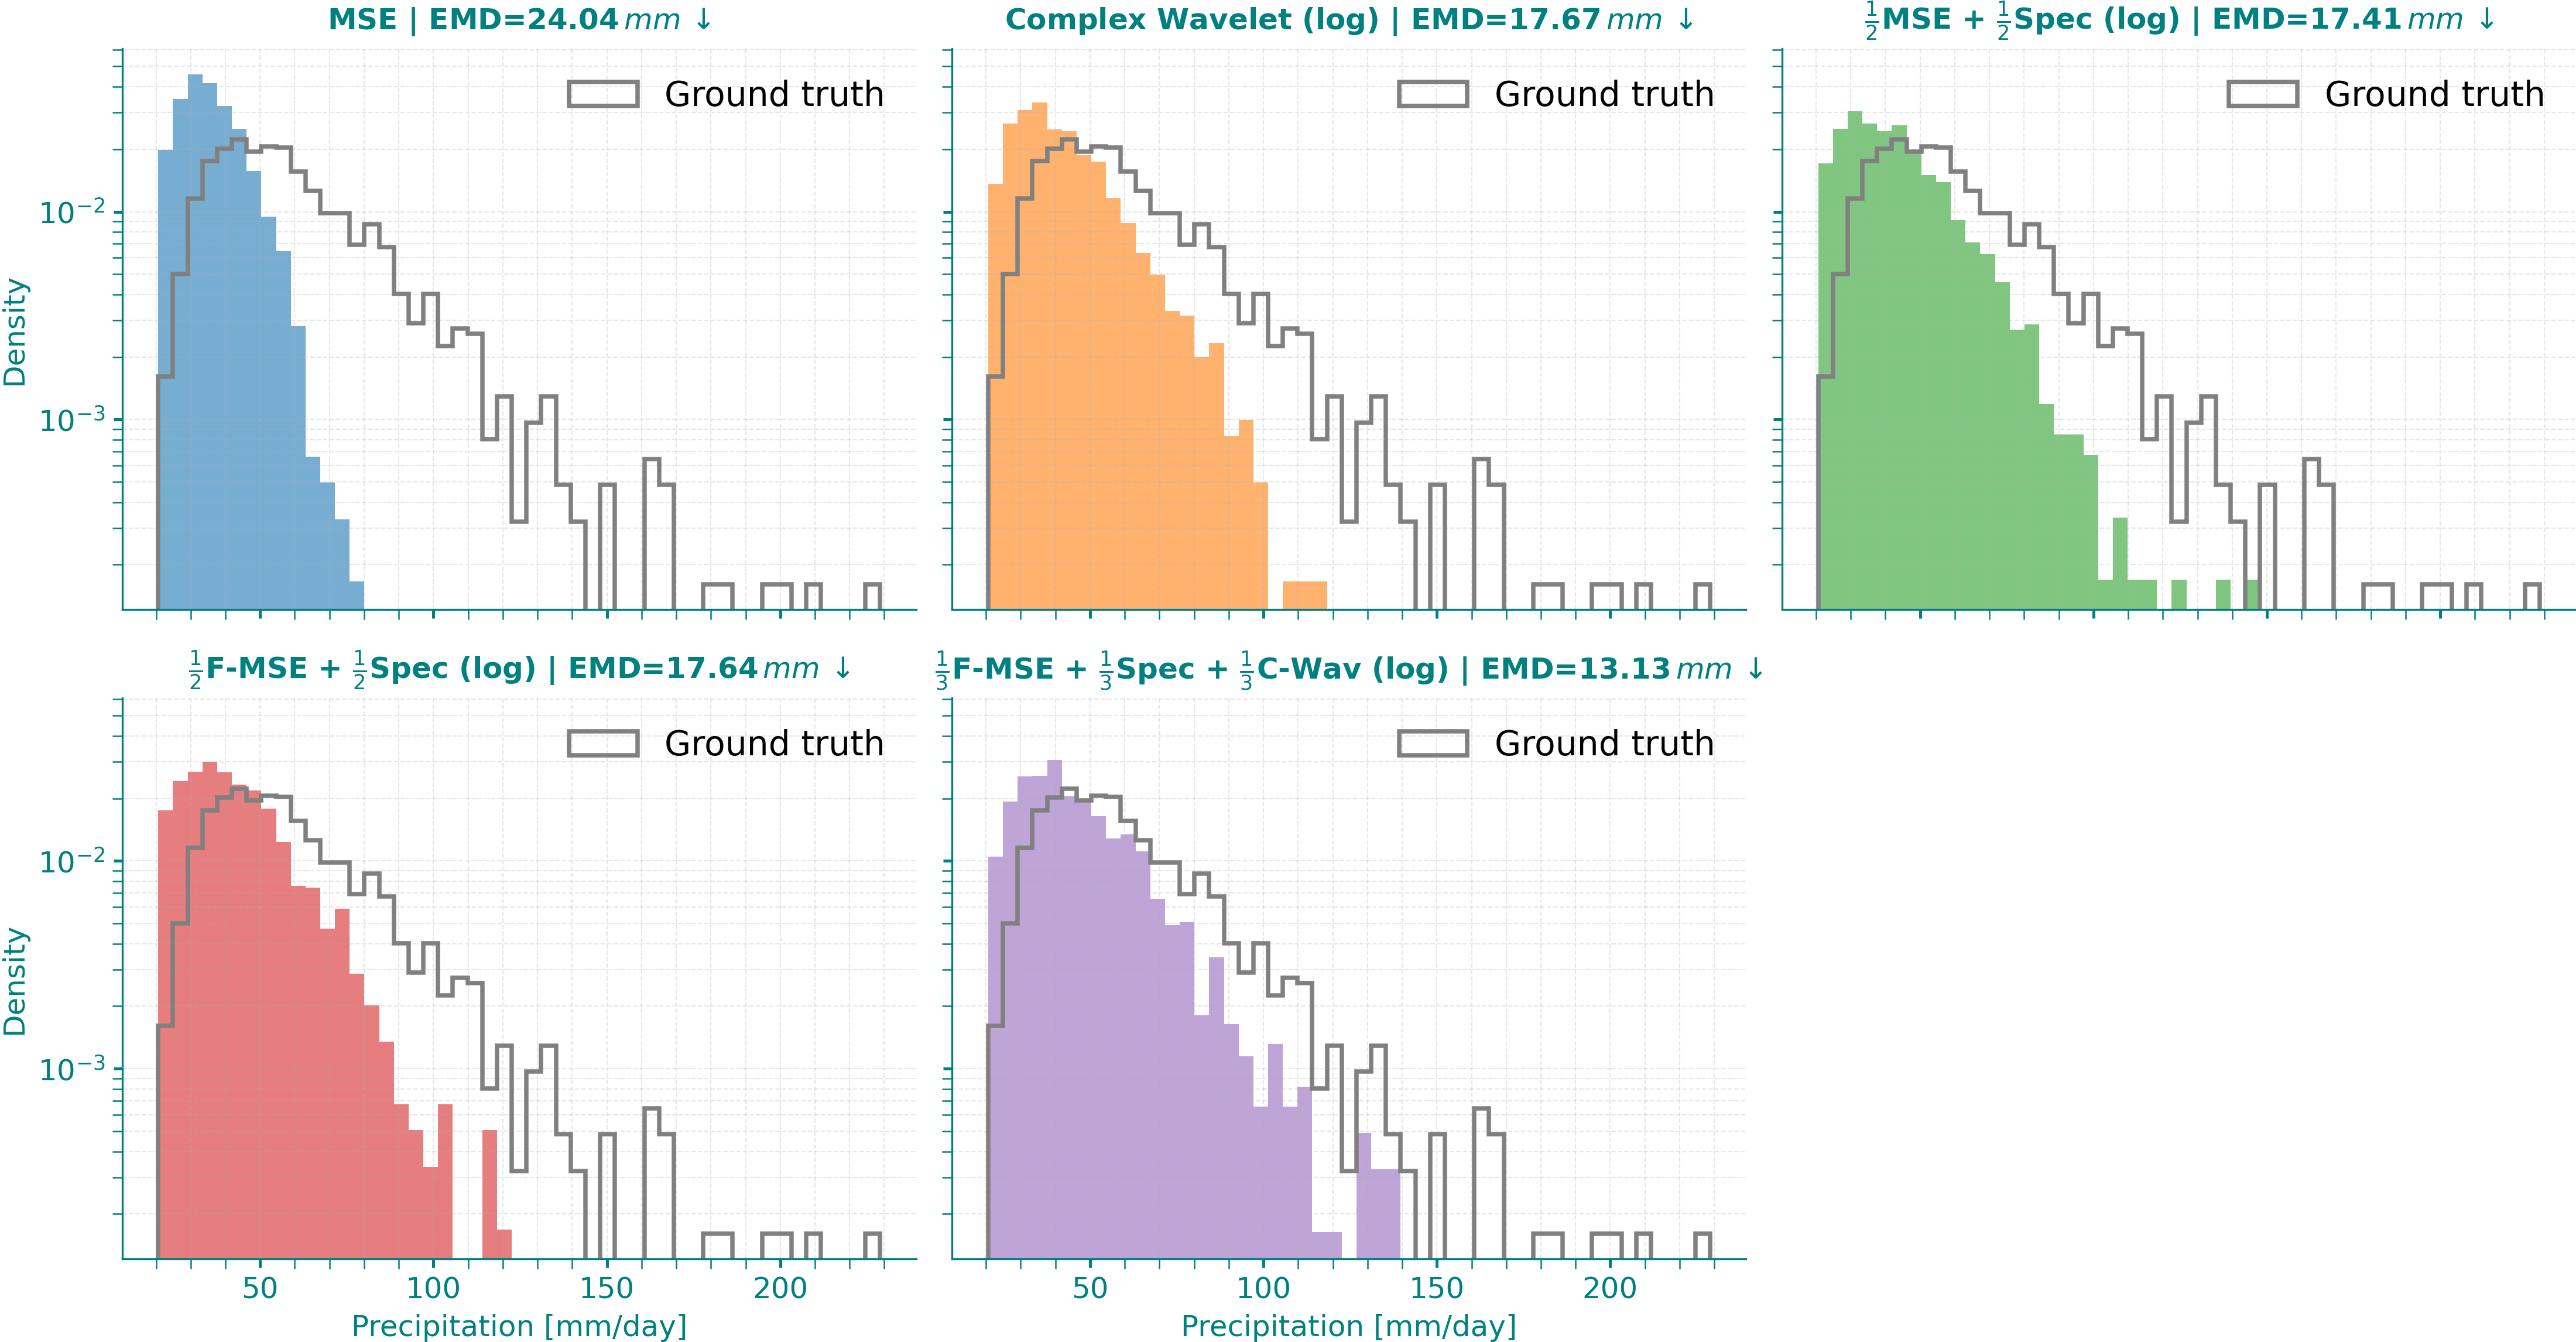 MSE | EMD=24.04 mm ↓
Complex Wavelet (log) | EMD=17.67 mm ↓
½MSE + ½Spec (log) | EMD=17.41 mm ↓
Ground truth
Ground truth
Ground truth
10⁻²
10⁻³
Density
½F-MSE + ½Spec (log) | EMD=17.64 mm ↓
⅓F-MSE + ⅓Spec + ⅓C-Wav (log) | EMD=13.13 mm ↓
Ground truth
Ground truth
10⁻²
10⁻³
Density
50 100 150 200
50 100 150 200
Precipitation [mm/day]
Precipitation [mm/day]